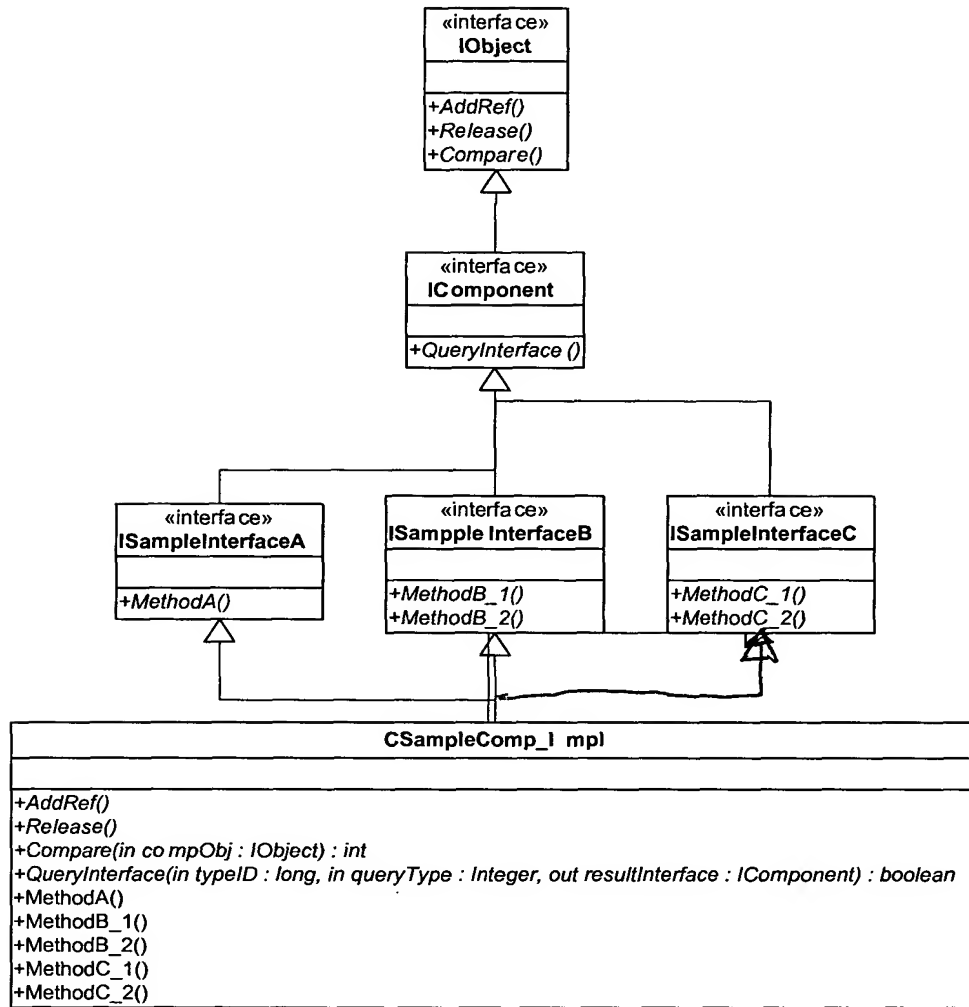 «interface»
IObject
+AddRef()
+Release()
+Compare()
«interface»
IComponent
+QueryInterface ()
«interface»
ISampleInterfaceA
+MethodA()
«interface»
ISampple InterfaceB
+MethodB_1()
+MethodB_2()
«interface»
ISampleInterfaceC
+MethodC_1()
+MethodC_2()
CSampleComp_I mpl
+AddRef()
+Release()
+Compare(in co mpObj : IObject) : int
+QueryInterface(in typeID : long, in queryType : Integer, out resultInterface : IComponent) : boolean
+MethodA()
+MethodB_1()
+MethodB_2()
+MethodC_1()
+MethodC_2()